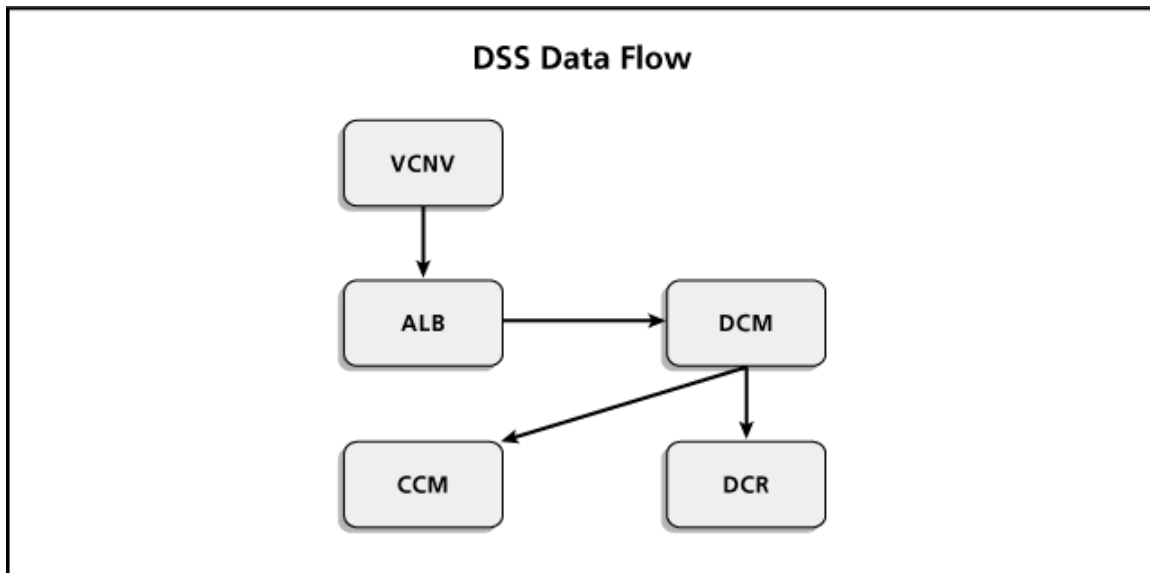 DSS Data Flow
VCNV
ALB
DCM
CCM
DCR